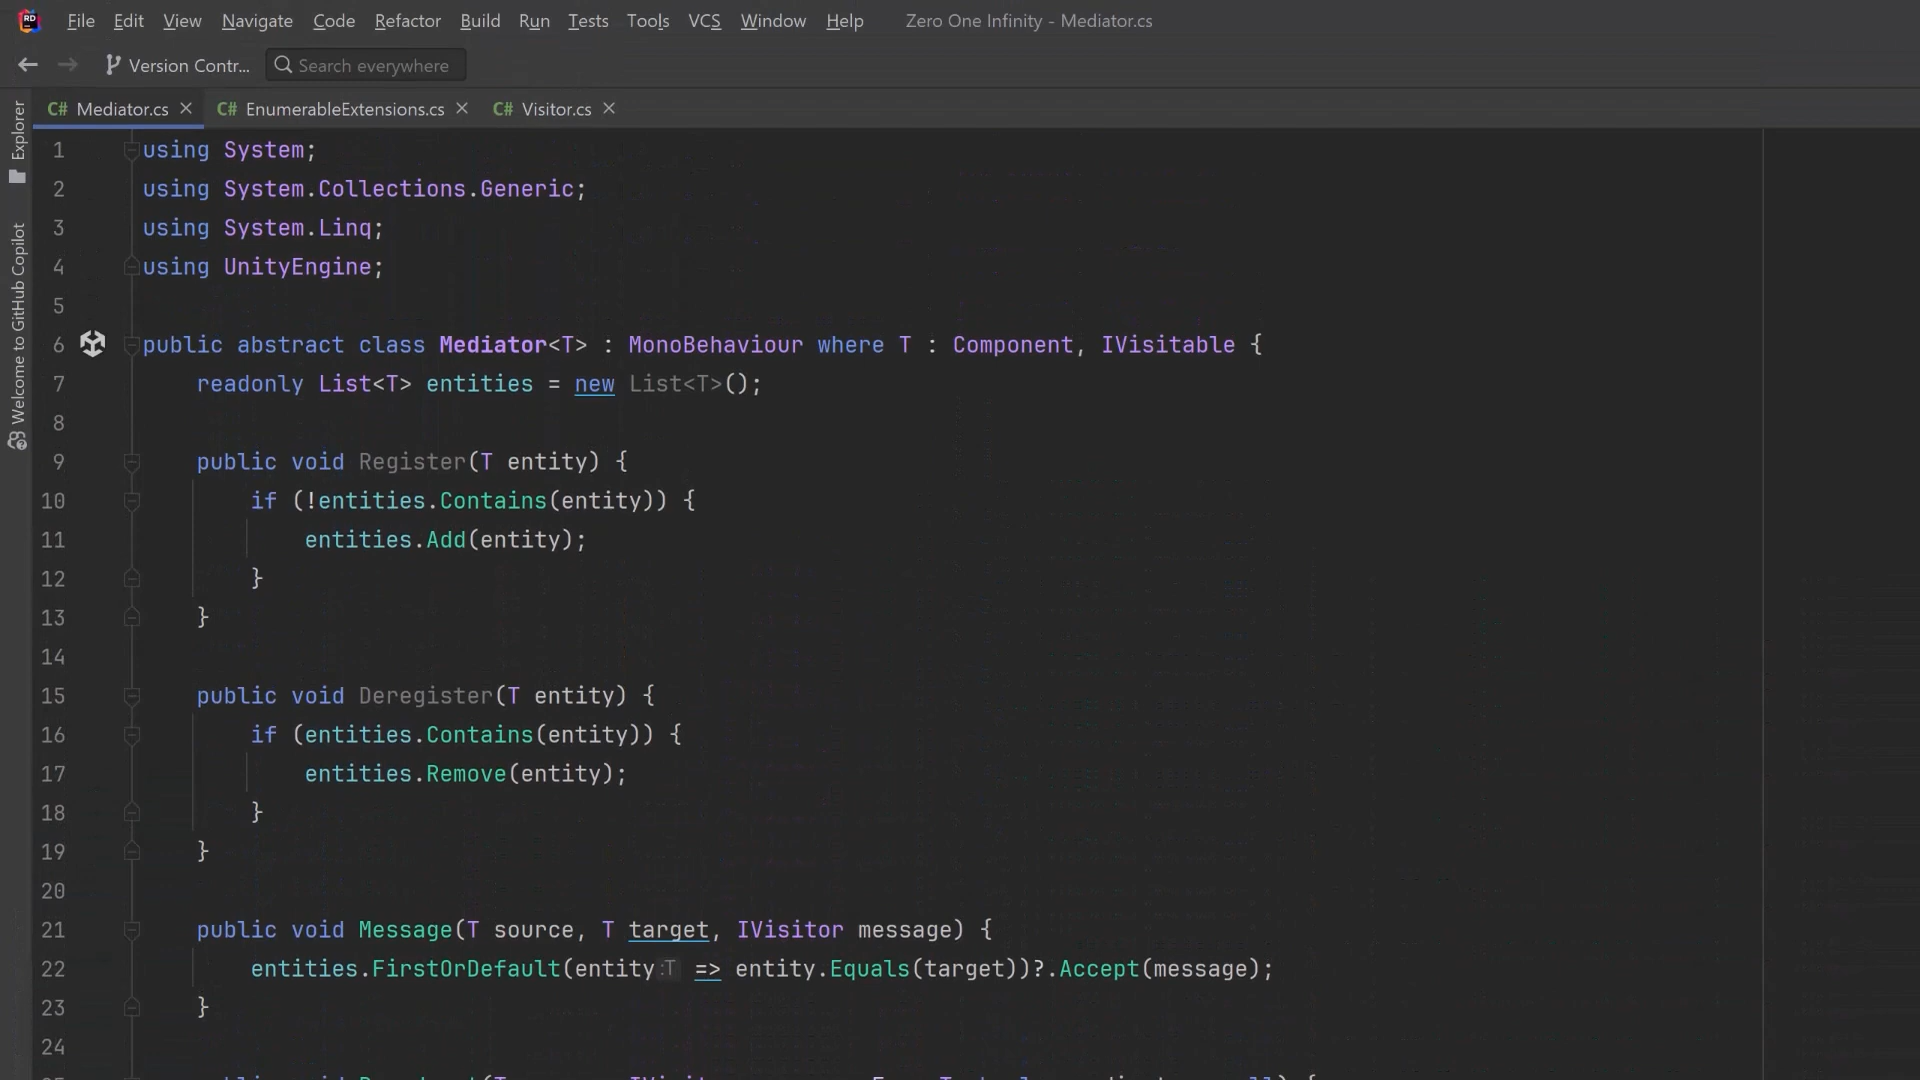 File Edit View Navigate Code Refactor Build Run Tests Tools VCS Window Help Zero One Infinity - Mediator.cs
Version Contr... Search everywhere
C# Mediator.cs C# EnumerableExtensions.cs C# Visitor.cs
Explorer
Welcome to GitHub Copilot
1 using System;
2 using System.Collections.Generic;
3 using System.Linq;
4 using UnityEngine;
5
6 public abstract class Mediator<T> : MonoBehaviour where T : Component, IVisitable {
7 readonly List<T> entities = new List<T>();
8
9 public void Register(T entity) {
10 if (!entities.Contains(entity)) {
11 entities.Add(entity);
12 }
13 }
14
15 public void Deregister(T entity) {
16 if (entities.Contains(entity)) {
17 entities.Remove(entity);
18 }
19 }
20
21 public void Message(T source, T target, IVisitor message) {
22 entities.FirstOrDefault(entity :T => entity.Equals(target))?.Accept(message);
23 }
24